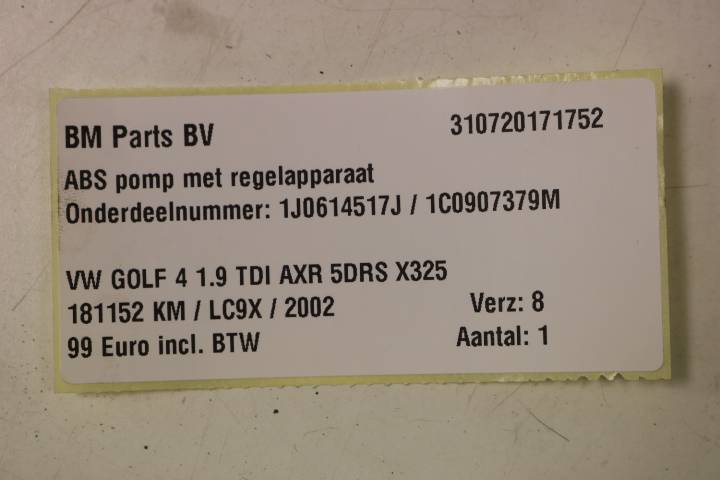 BM Parts BV 310720171752
ABS pomp met regelapparaat
Onderdeelnummer: 1J0614517J / 1C0907379M
VW GOLF 4 1.9 TDI AXR 5DRS X325
181152 KM / LC9X / 2002 Verz: 8
99 Euro incl. BTW Aantal: 1